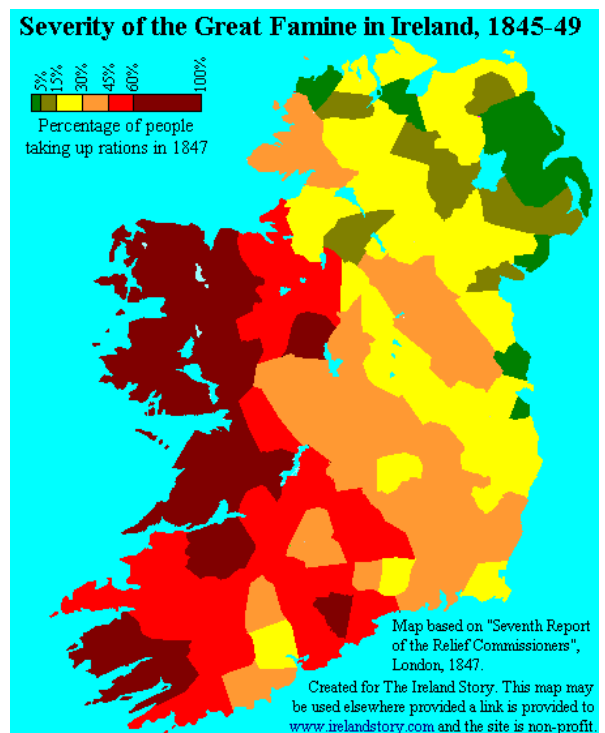 Severity of the Great Famine in Ireland, 1845-49
5% 15% 30% 45% 60% 100%
Percentage of people
taking up rations in 1847
Map based on "Seventh Report
of the Relief Commissioners",
London, 1847.
Created for The Ireland Story. This map may
be used elsewhere provided a link is provided to
www.irelandstory.com and the site is non-profit.